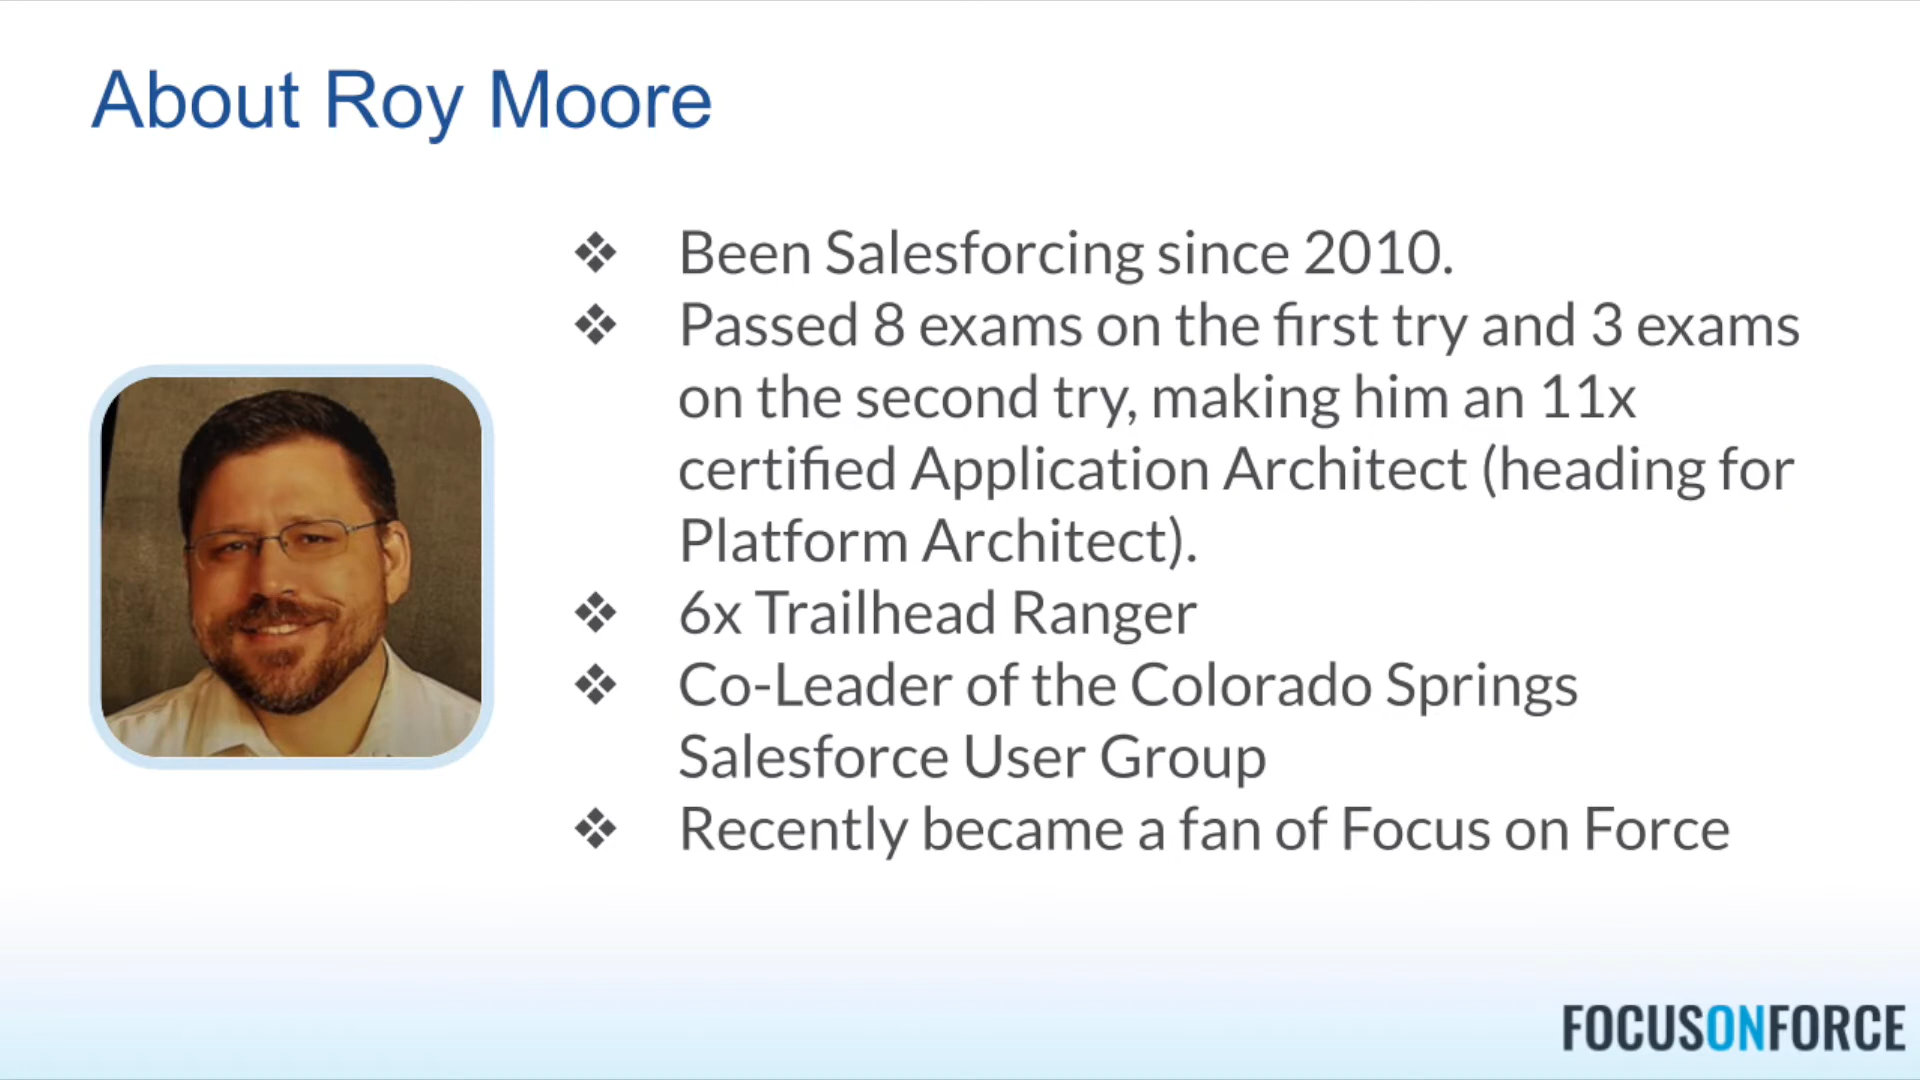 About Roy Moore
❖ Been Salesforcing since 2010.
❖ Passed 8 exams on the first try and 3 exams
on the second try, making him an 11x
certified Application Architect (heading for
Platform Architect).
❖ 6x Trailhead Ranger
❖ Co-Leader of the Colorado Springs
Salesforce User Group
❖ Recently became a fan of Focus on Force
FOCUSONFORCE